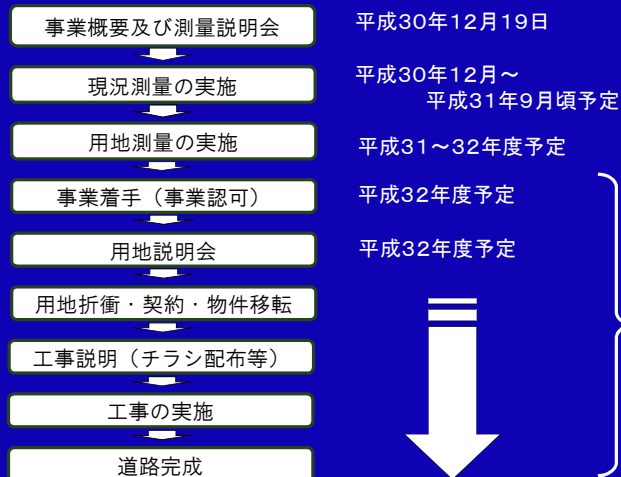 事業概要及び測量説明会 平成30年12月19日
現況測量の実施 平成30年12月～
平成31年9月頃予定
用地測量の実施 平成31～32年度予定
事業着手（事業認可） 平成32年度予定
用地説明会 平成32年度予定
用地折衝・契約・物件移転
工事説明（チラシ配布等）
工事の実施
道路完成